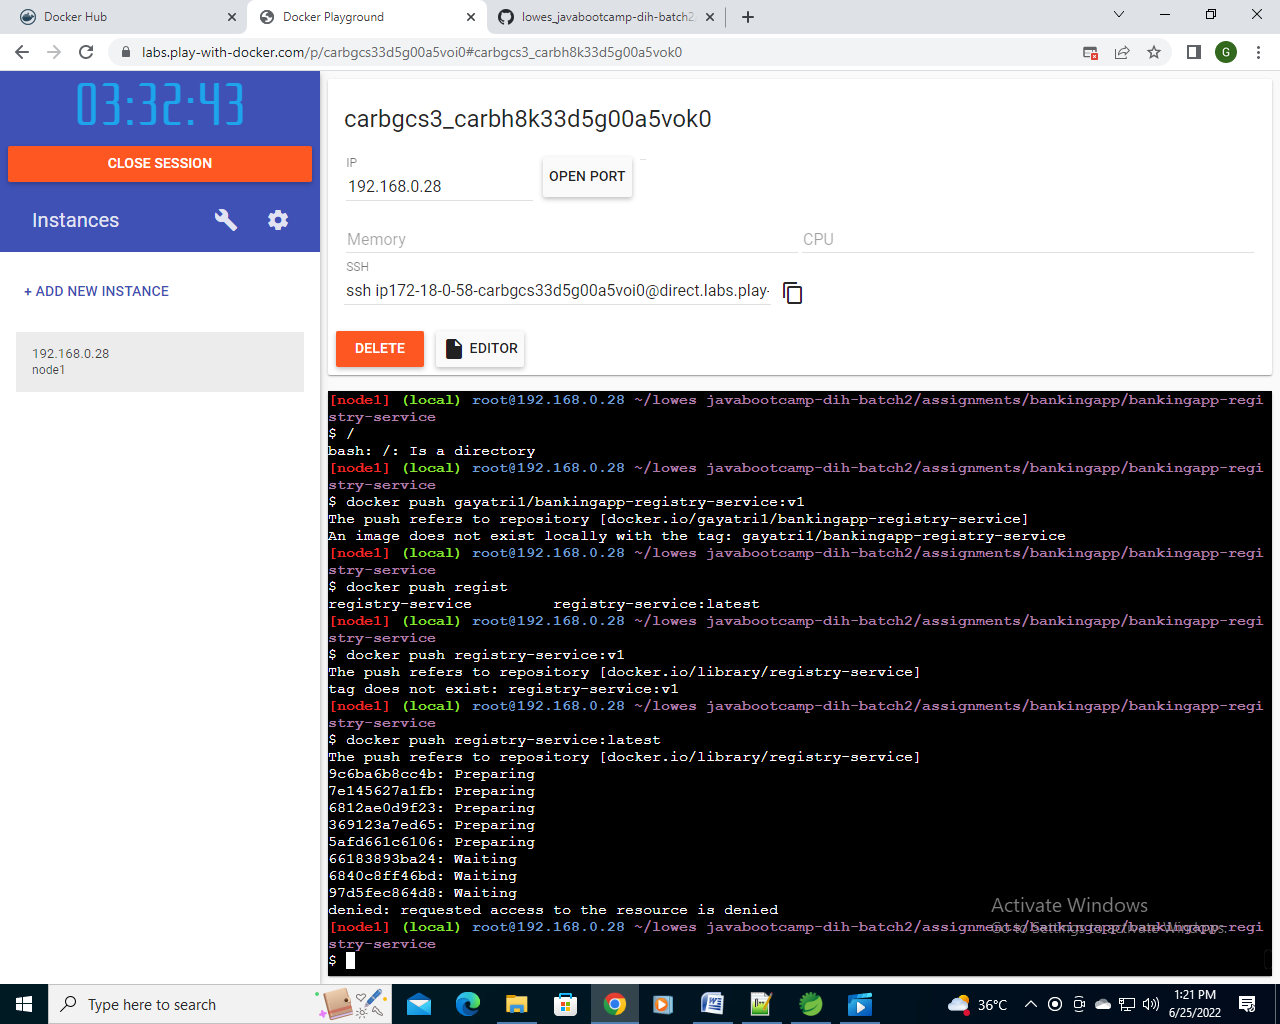 Docker Hub
Docker Playground
lowes_javabootcamp-dih-batch2
labs.play-with-docker.com/p/carbgcs33d5g00a5voi0#carbgcs3_carbh8k33d5g00a5vok0
G
03:32:43
CLOSE SESSION
Instances
+ ADD NEW INSTANCE
192.168.0.28
node1
carbgcs3_carbh8k33d5g00a5vok0
IP
192.168.0.28
OPEN PORT
Memory
CPU
SSH
ssh ip172-18-0-58-carbgcs33d5g00a5voi0@direct.labs.play-
DELETE
EDITOR
[node1] (local) root@192.168.0.28 ~/lowes javabootcamp-dih-batch2/assignments/bankingapp/bankingapp-regi
stry-service
$ /
bash: /: Is a directory
[node1] (local) root@192.168.0.28 ~/lowes javabootcamp-dih-batch2/assignments/bankingapp/bankingapp-regi
stry-service
$ docker push gayatri1/bankingapp-registry-service:v1
The push refers to repository [docker.io/gayatri1/bankingapp-registry-service]
An image does not exist locally with the tag: gayatri1/bankingapp-registry-service
[node1] (local) root@192.168.0.28 ~/lowes javabootcamp-dih-batch2/assignments/bankingapp/bankingapp-regi
stry-service
$ docker push regist
registry-service registry-service:latest
[node1] (local) root@192.168.0.28 ~/lowes javabootcamp-dih-batch2/assignments/bankingapp/bankingapp-regi
stry-service
$ docker push registry-service:v1
The push refers to repository [docker.io/library/registry-service]
tag does not exist: registry-service:v1
[node1] (local) root@192.168.0.28 ~/lowes javabootcamp-dih-batch2/assignments/bankingapp/bankingapp-regi
stry-service
$ docker push registry-service:latest
The push refers to repository [docker.io/library/registry-service]
9c6ba6b8cc4b: Preparing
7e145627a1fb: Preparing
6812ae0d9f23: Preparing
369123a7ed65: Preparing
5afd661c6106: Preparing
66183893ba24: Waiting
6840c8ff46bd: Waiting
97d5fec864d8: Waiting
denied: requested access to the resource is denied
[node1] (local) root@192.168.0.28 ~/lowes javabootcamp-dih-batch2/assignments/bankingapp/bankingapp-regi
stry-service
$
Activate Windows
Go to Settings to activate Windows.
Type here to search
36°C
1:21 PM
6/25/2022